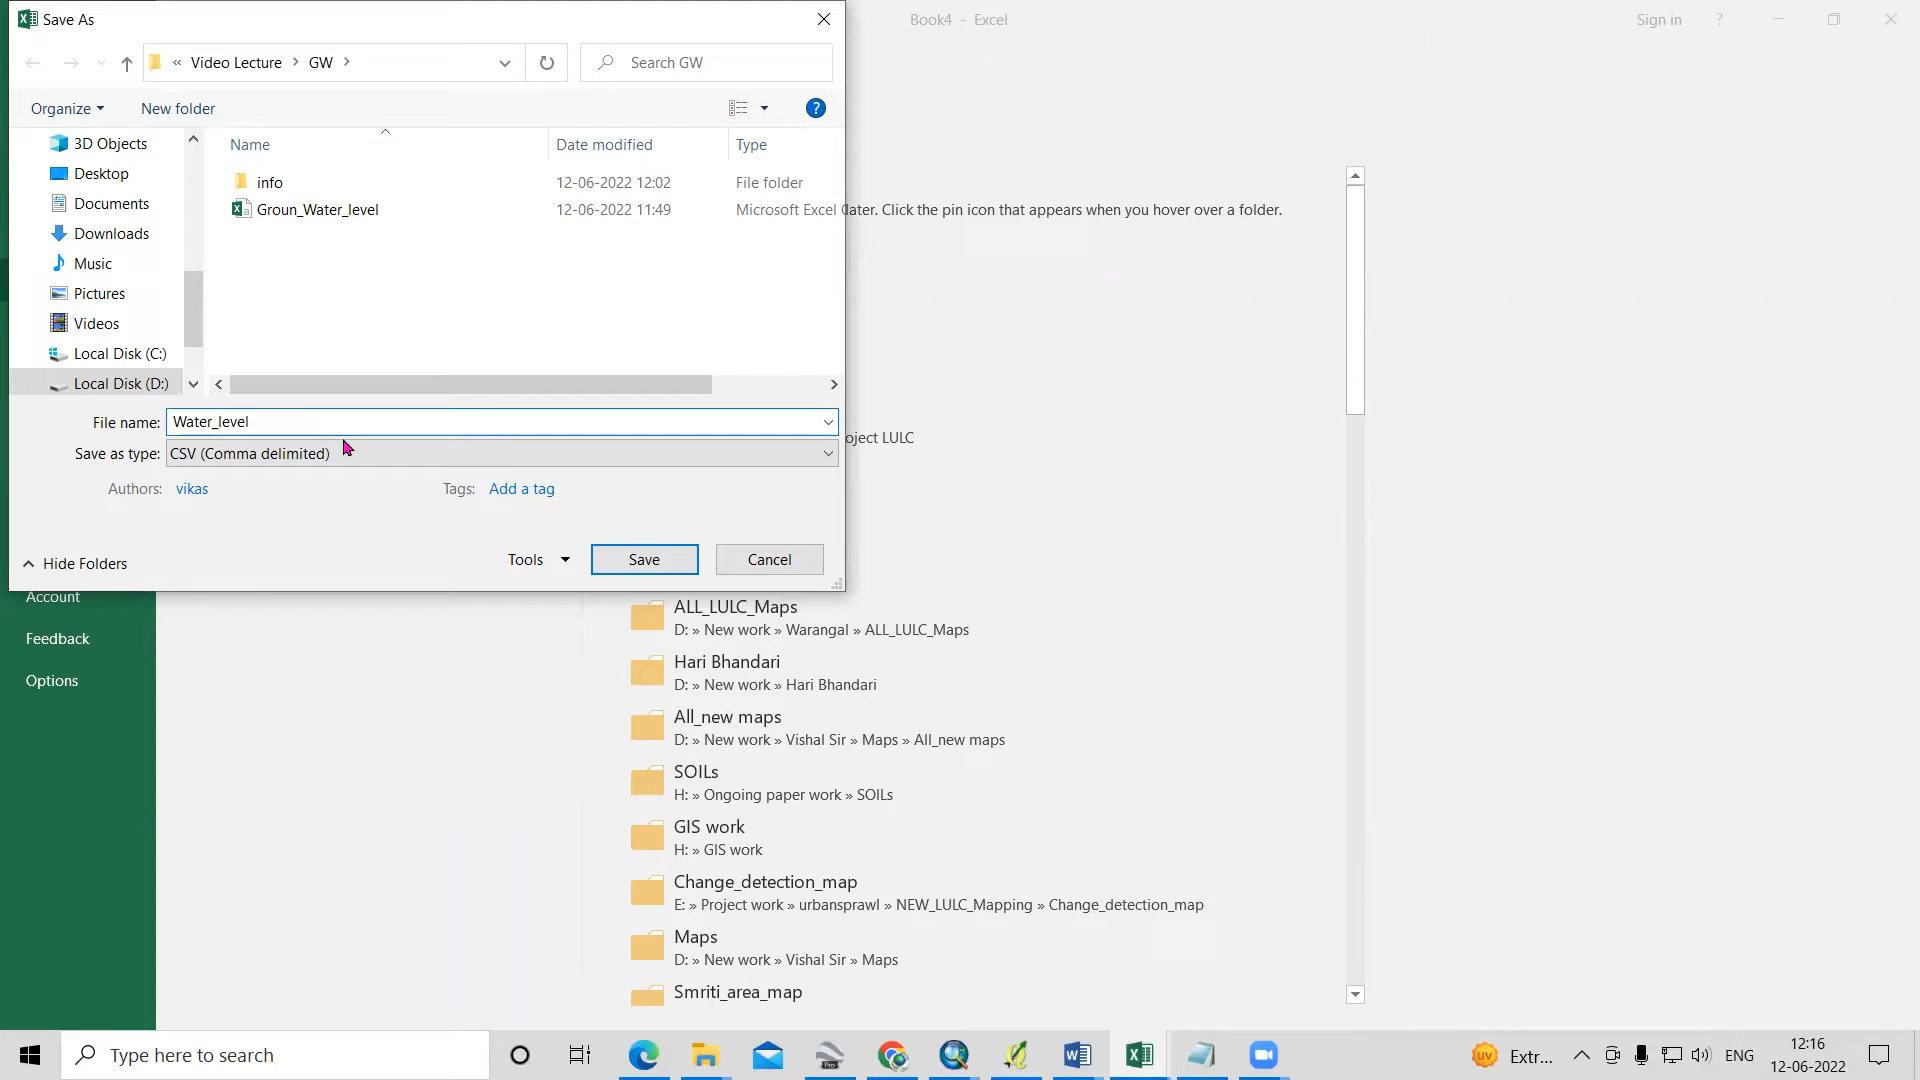 Save As
Book4 - Excel
Sign in
?
« Video Lecture > GW >
Search GW
Organize
New folder
?
3D Objects
Desktop
Documents
Downloads
Music
Pictures
Videos
Local Disk (C:)
Local Disk (D:)
Name
Date modified
Type
info
12-06-2022 12:02
File folder
Groun_Water_level
12-06-2022 11:49
Microsoft Excel
later. Click the pin icon that appears when you hover over a folder.
File name: Water_level
Save as type: CSV (Comma delimited)
oject LULC
Authors: vikas
Tags: Add a tag
Hide Folders
Tools
Save
Cancel
Account
Feedback
Options
ALL_LULC_Maps
D: » New work » Warangal » ALL_LULC_Maps
Hari Bhandari
D: » New work » Hari Bhandari
All_new maps
D: » New work » Vishal Sir » Maps » All_new maps
SOILs
H: » Ongoing paper work » SOILs
GIS work
H: » GIS work
Change_detection_map
E: » Project work » urbansprawl » NEW_LULC_Mapping » Change_detection_map
Maps
D: » New work » Vishal Sir » Maps
Smriti_area_map
Type here to search
Pro
UV
Extr...
ENG
12:16
12-06-2022